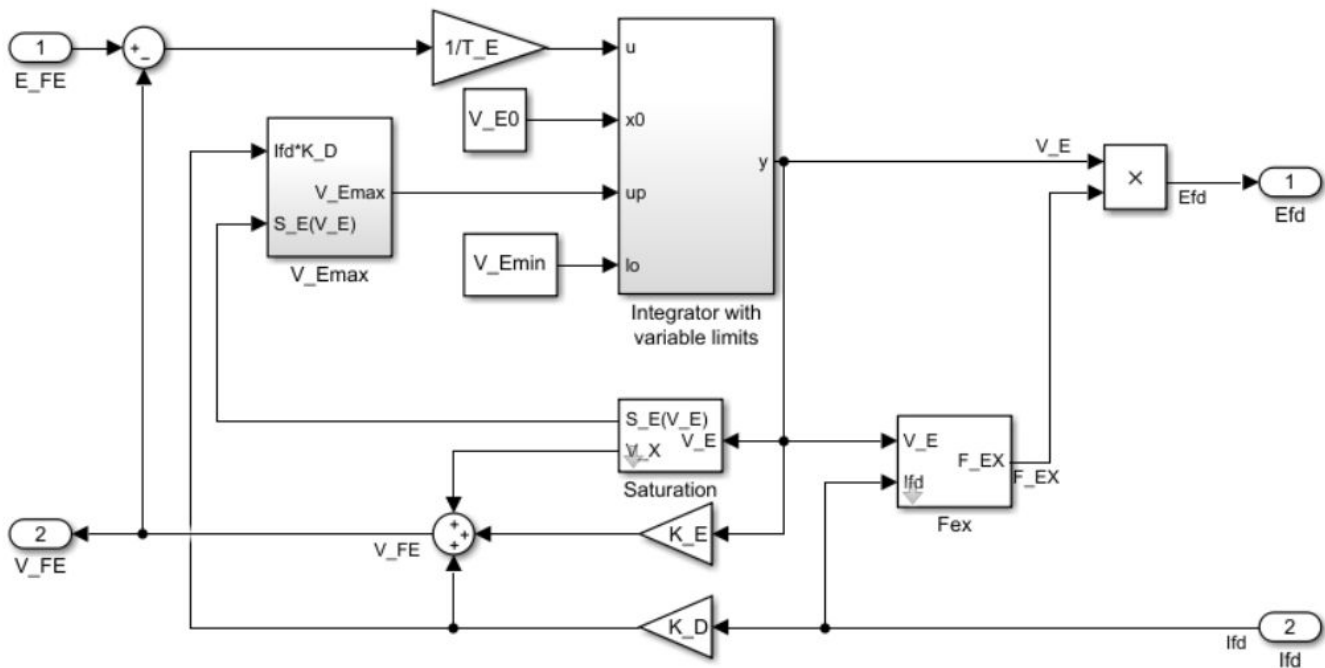 1
E_FE
+
-
1/T_E
V_E0
Ifd*K_D
V_Emax
S_E(V_E)
V_Emax
V_Emin
u
x0
up
lo
y
Integrator with
variable limits
V_E
×
Efd
1
Efd
S_E(V_E)
V_E
V_X
Saturation
V_E
F_EX
Ifd
F_EX
Fex
2
V_FE
V_FE
+
+
+
K_E
K_D
Ifd
2
Ifd